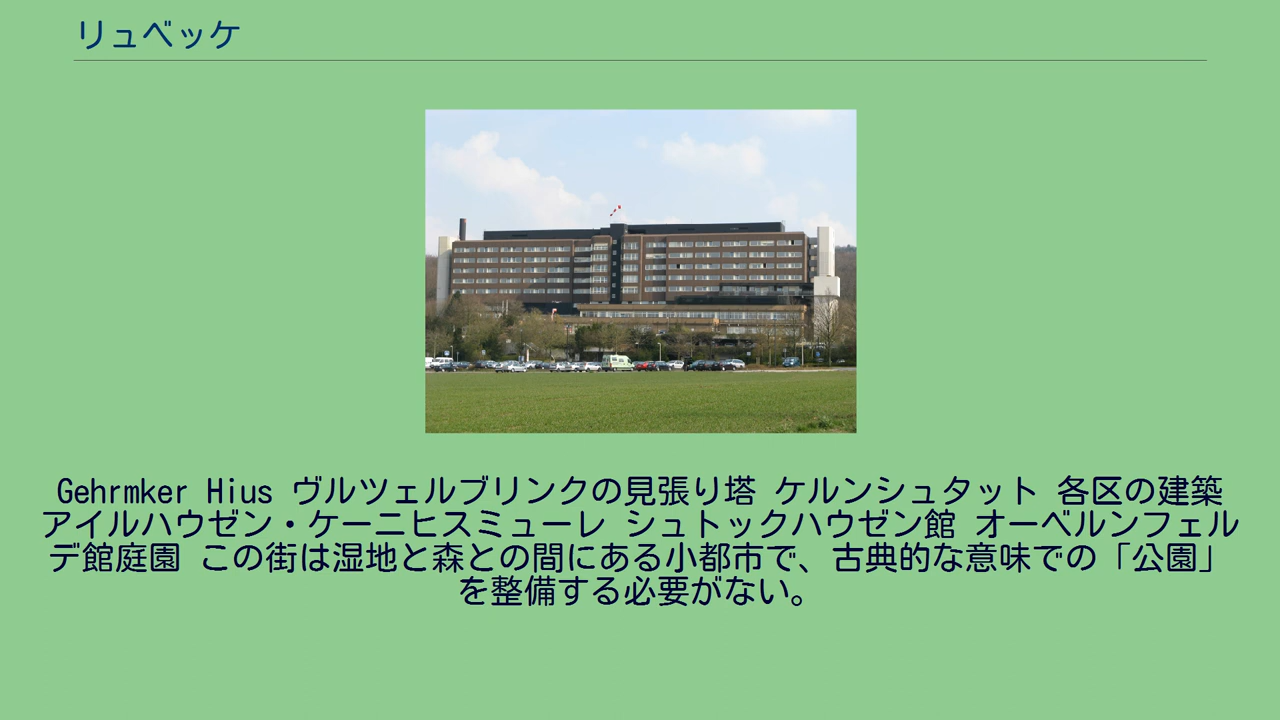 リュベッケ
Gehrmker Hius ヴルツェルブリンクの見張り塔 ケルンシュタット 各区の建築
アイルハウゼン・ケーニヒスミューレ シュトックハウゼン館 オーベルンフェル
デ館庭園 この街は湿地と森との間にある小都市で、古典的な意味での「公園」
を整備する必要がない。